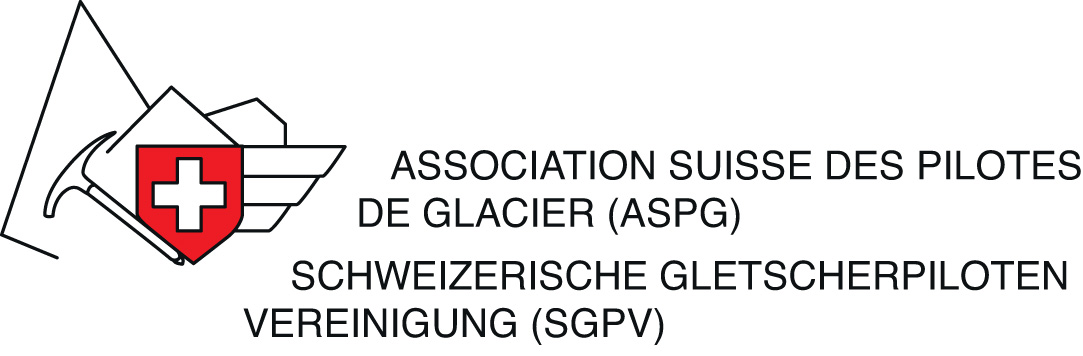 ASSOCIATION SUISSE DES PILOTES
DE GLACIER (ASPG)
SCHWEIZERISCHE GLETSCHERPILOTEN
VEREINIGUNG (SGPV)